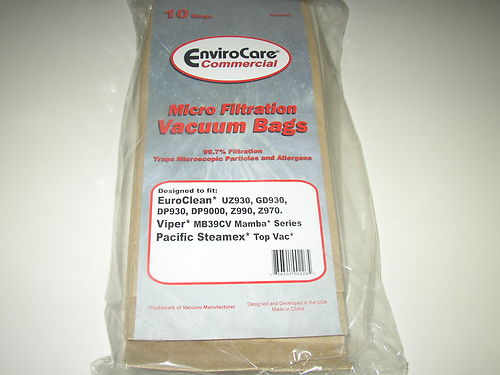 10 Bags
EnviroCare®
Commercial
Micro Filtration
Vacuum Bags
99.7% Filtration
Traps Microscopic Particles and Allergens
Designed to fit:
EuroClean* UZ930, GD930,
DP930, DP9000, Z990, Z970.
Viper* MB39CV Mamba* Series
Pacific Steamex* Top Vac*
*Trademark of Vacuum Manufacturer
Designed and Developed in the USA
Made in China